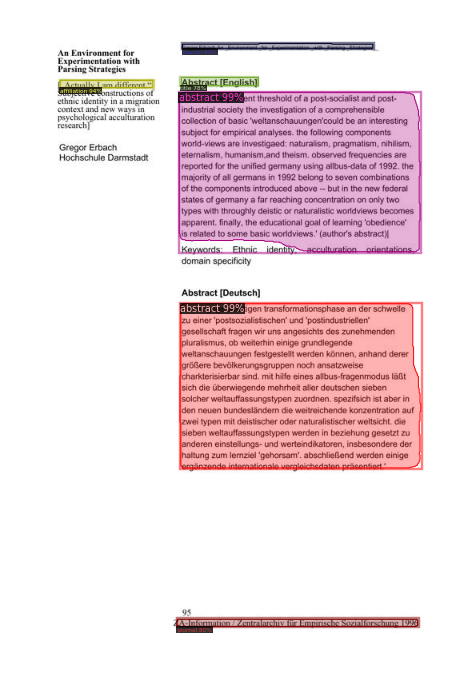 An Environment for
Experimentation with
Parsing Strategies
Actually I am different."
affiliation
Subjective constructions of
ethnic identity in a migration
context and new ways in
psychological acculturation
research]
Gregor Erbach
Hochschule Darmstadt
Abstract [English]
title 78%
abstract 99%
ent threshold of a post-socialist and post-
industrial society the investigation of a comprehensible
collection of basic 'weltanschauungen'could be an interesting
subject for empirical analyses. the following components
world-views are investigaed: naturalism, pragmatism, nihilism,
eternalism, humanism,and theism. observed frequencies are
reported for the unified germany using allbus-data of 1992. the
majority of all germans in 1992 belong to seven combinations
of the components introduced above -- but in the new federal
states of germany a far reaching concentration on only two
types with throughly deistic or naturalistic worldviews becomes
apparent. finally, the educational goal of learning 'obedience'
is related to some basic worldviews.' (author's abstract)|
Keywords: Ethnic identity, acculturation orientations,
domain specificity
Abstract [Deutsch]
abstract 99%
igen transformationsphase an der schwelle
zu einer 'postsozialistischen' und 'postindustriellen'
gesellschaft fragen wir uns angesichts des zunehmenden
pluralismus, ob weiterhin einige grundlegende
weltanschauungen festgestellt werden können, anhand derer
größere bevölkerungsgruppen noch ansatzweise
charkterisierbar sind. mit hilfe eines allbus-fragenmodus läßt
sich die überwiegende mehrheit aller deutschen sieben
solcher weltauffassungstypen zuordnen. spezifsich ist aber in
den neuen bundesländern die weitreichende konzentration auf
zwei typen mit deistischer oder naturalistischer weltsicht. die
sieben weltauffassungstypen werden in beziehung gesetzt zu
anderen einstellungs- und werteindikatoren, insbesondere der
haltung zum lernziel 'gehorsam'. abschließend werden einige
ergänzende internationale vergleichsdaten präsentiert.'
95
ZA-Information / Zentralarchiv für Empirische Sozialforschung 1996